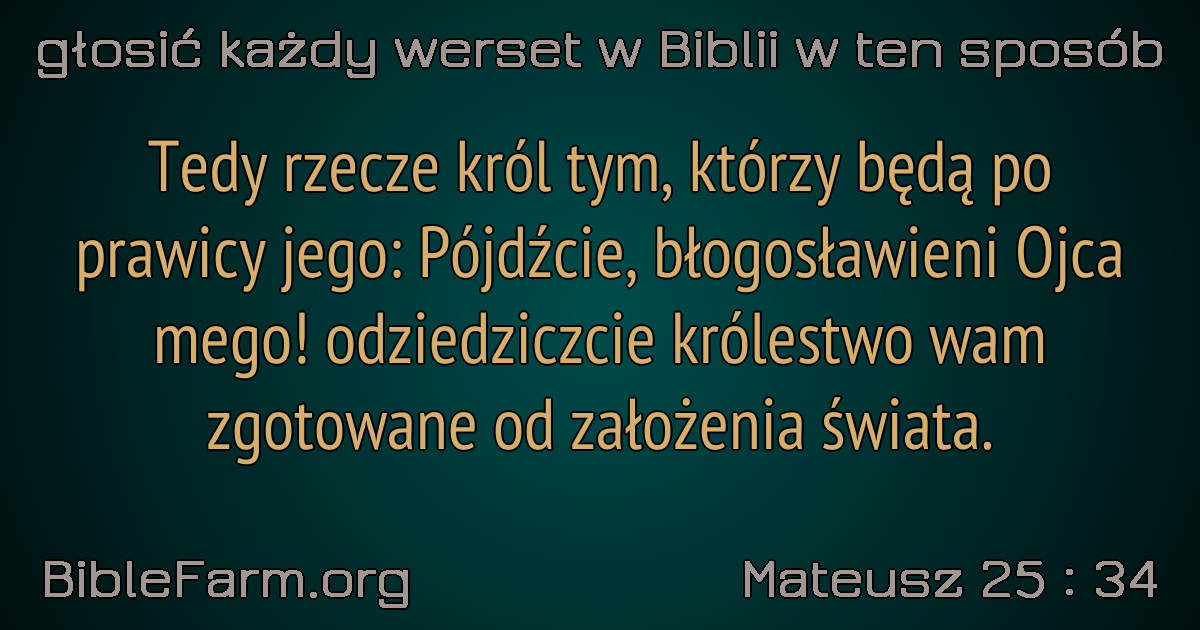 głosić każdy werset w Biblii w ten sposób
Tedy rzecze król tym, którzy będą po
prawicy jego: Pójdźcie, błogosławieni Ojca
mego! odziedziczcie królestwo wam
zgotowane od założenia świata.
BibleFarm.org
Mateusz 25 : 34